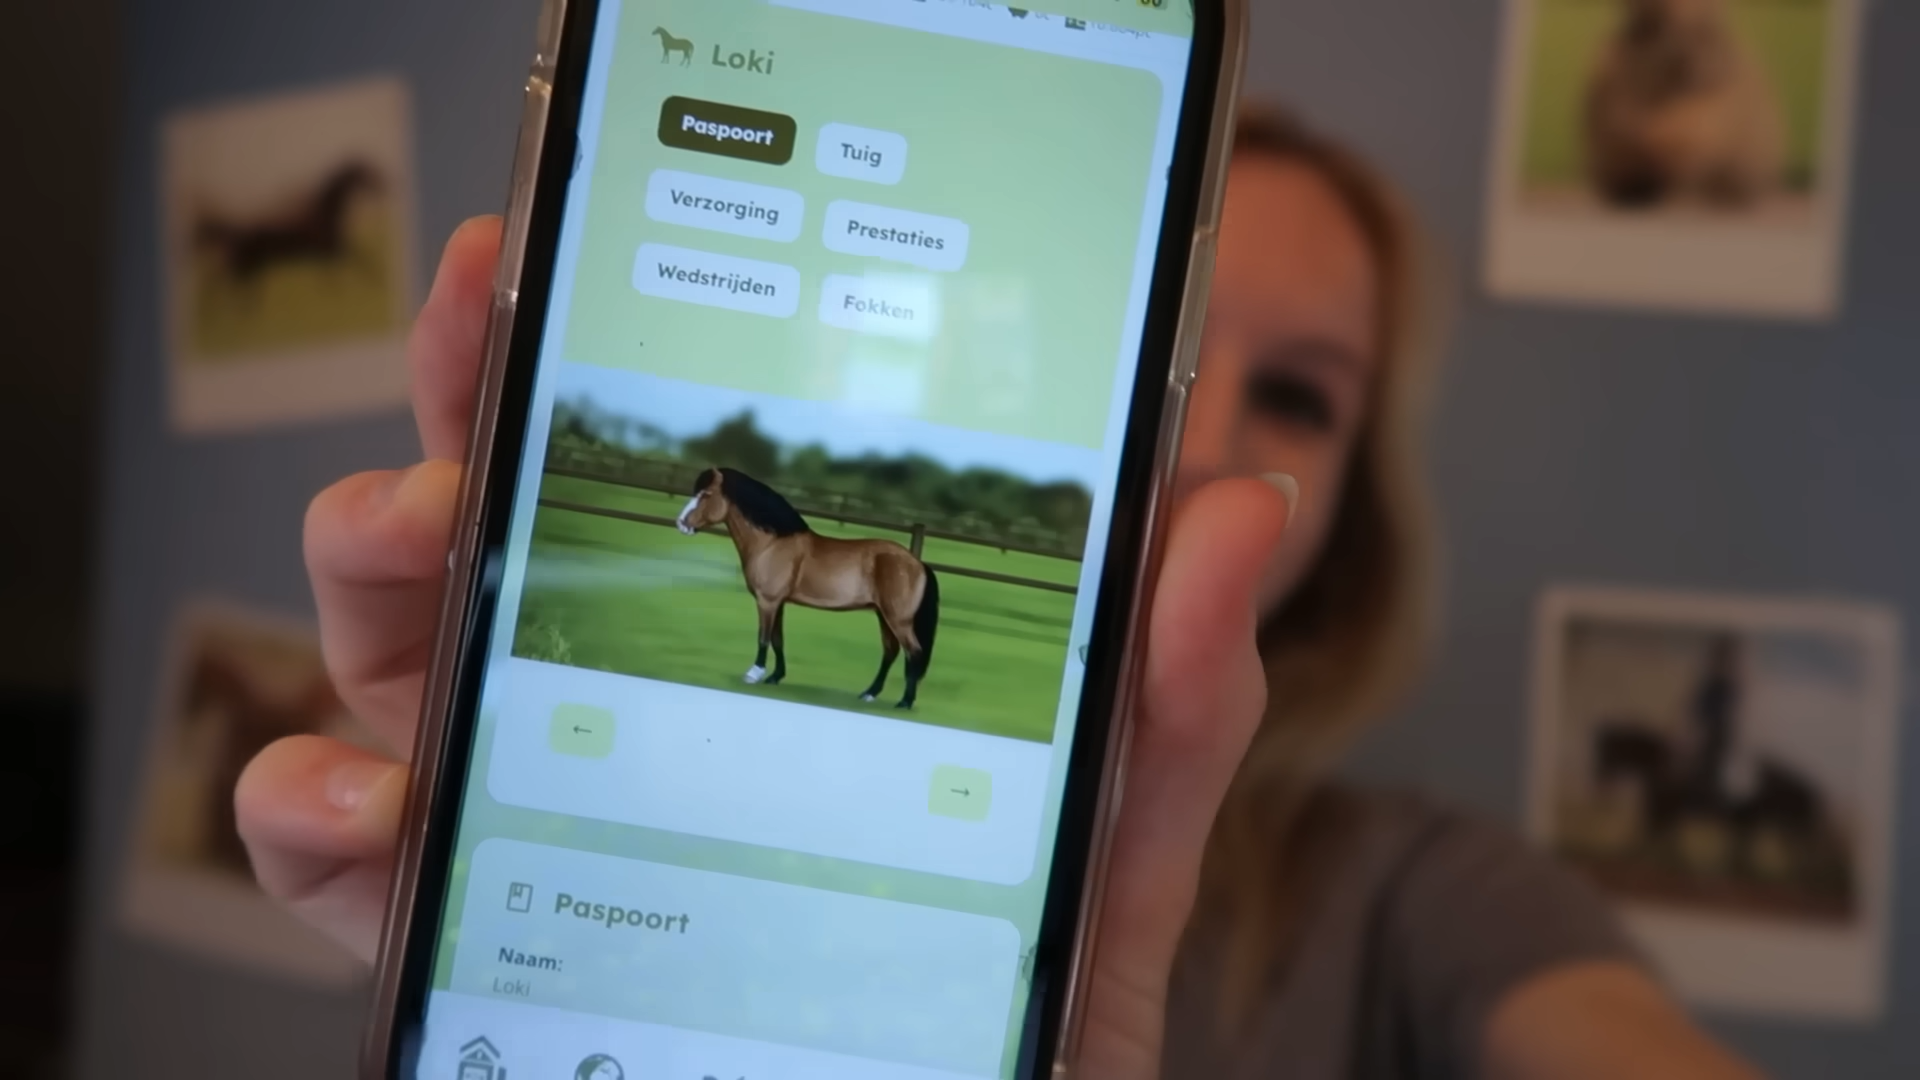 Loki
Paspoort
Tuig
Verzorging
Prestaties
Wedstrijden
Fokken
←
→
Paspoort
Naam:
Loki